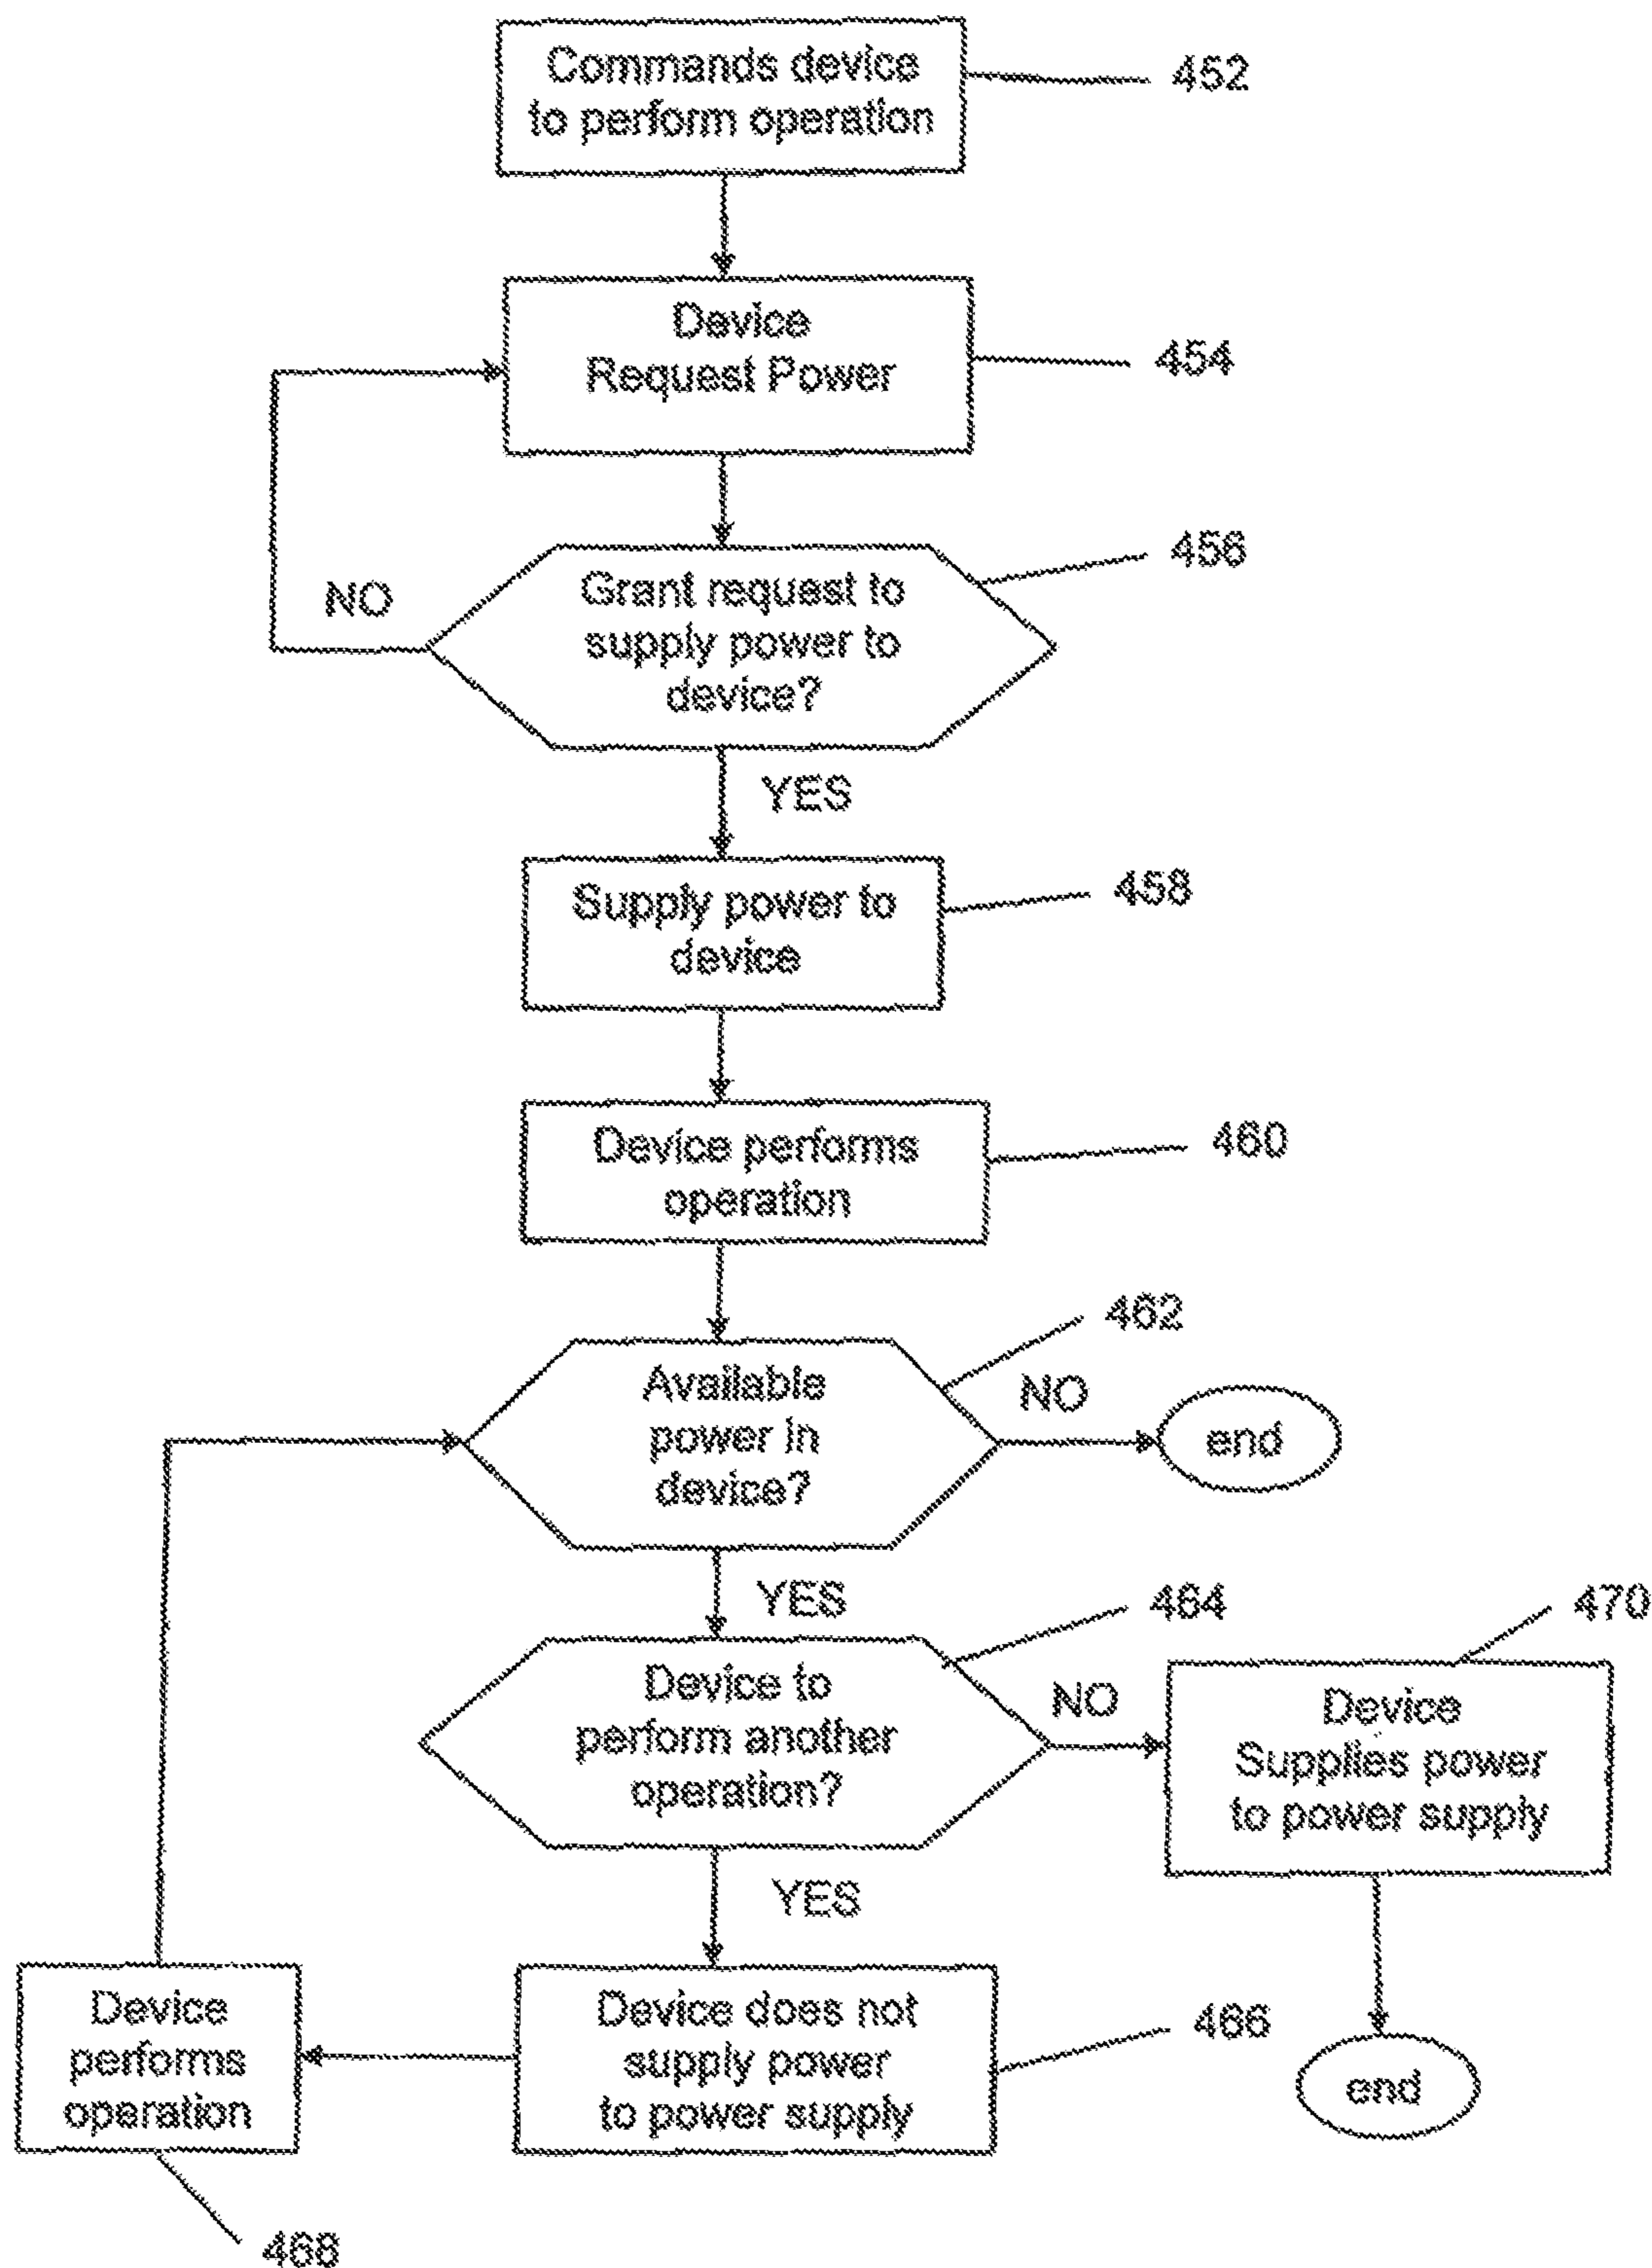 Commands device
to perform operation
452
Device
Request Power
454
456
Grant request to
supply power to
device?
NO
YES
458
Supply power to
device
460
Device performs
operation
462
Available
power in
device?
NO
end
YES
464
470
Device to
perform another
operation?
NO
Device
Supplies power
to power supply
YES
Device
performs
operation
Device does not
supply power
to power supply
466
end
468